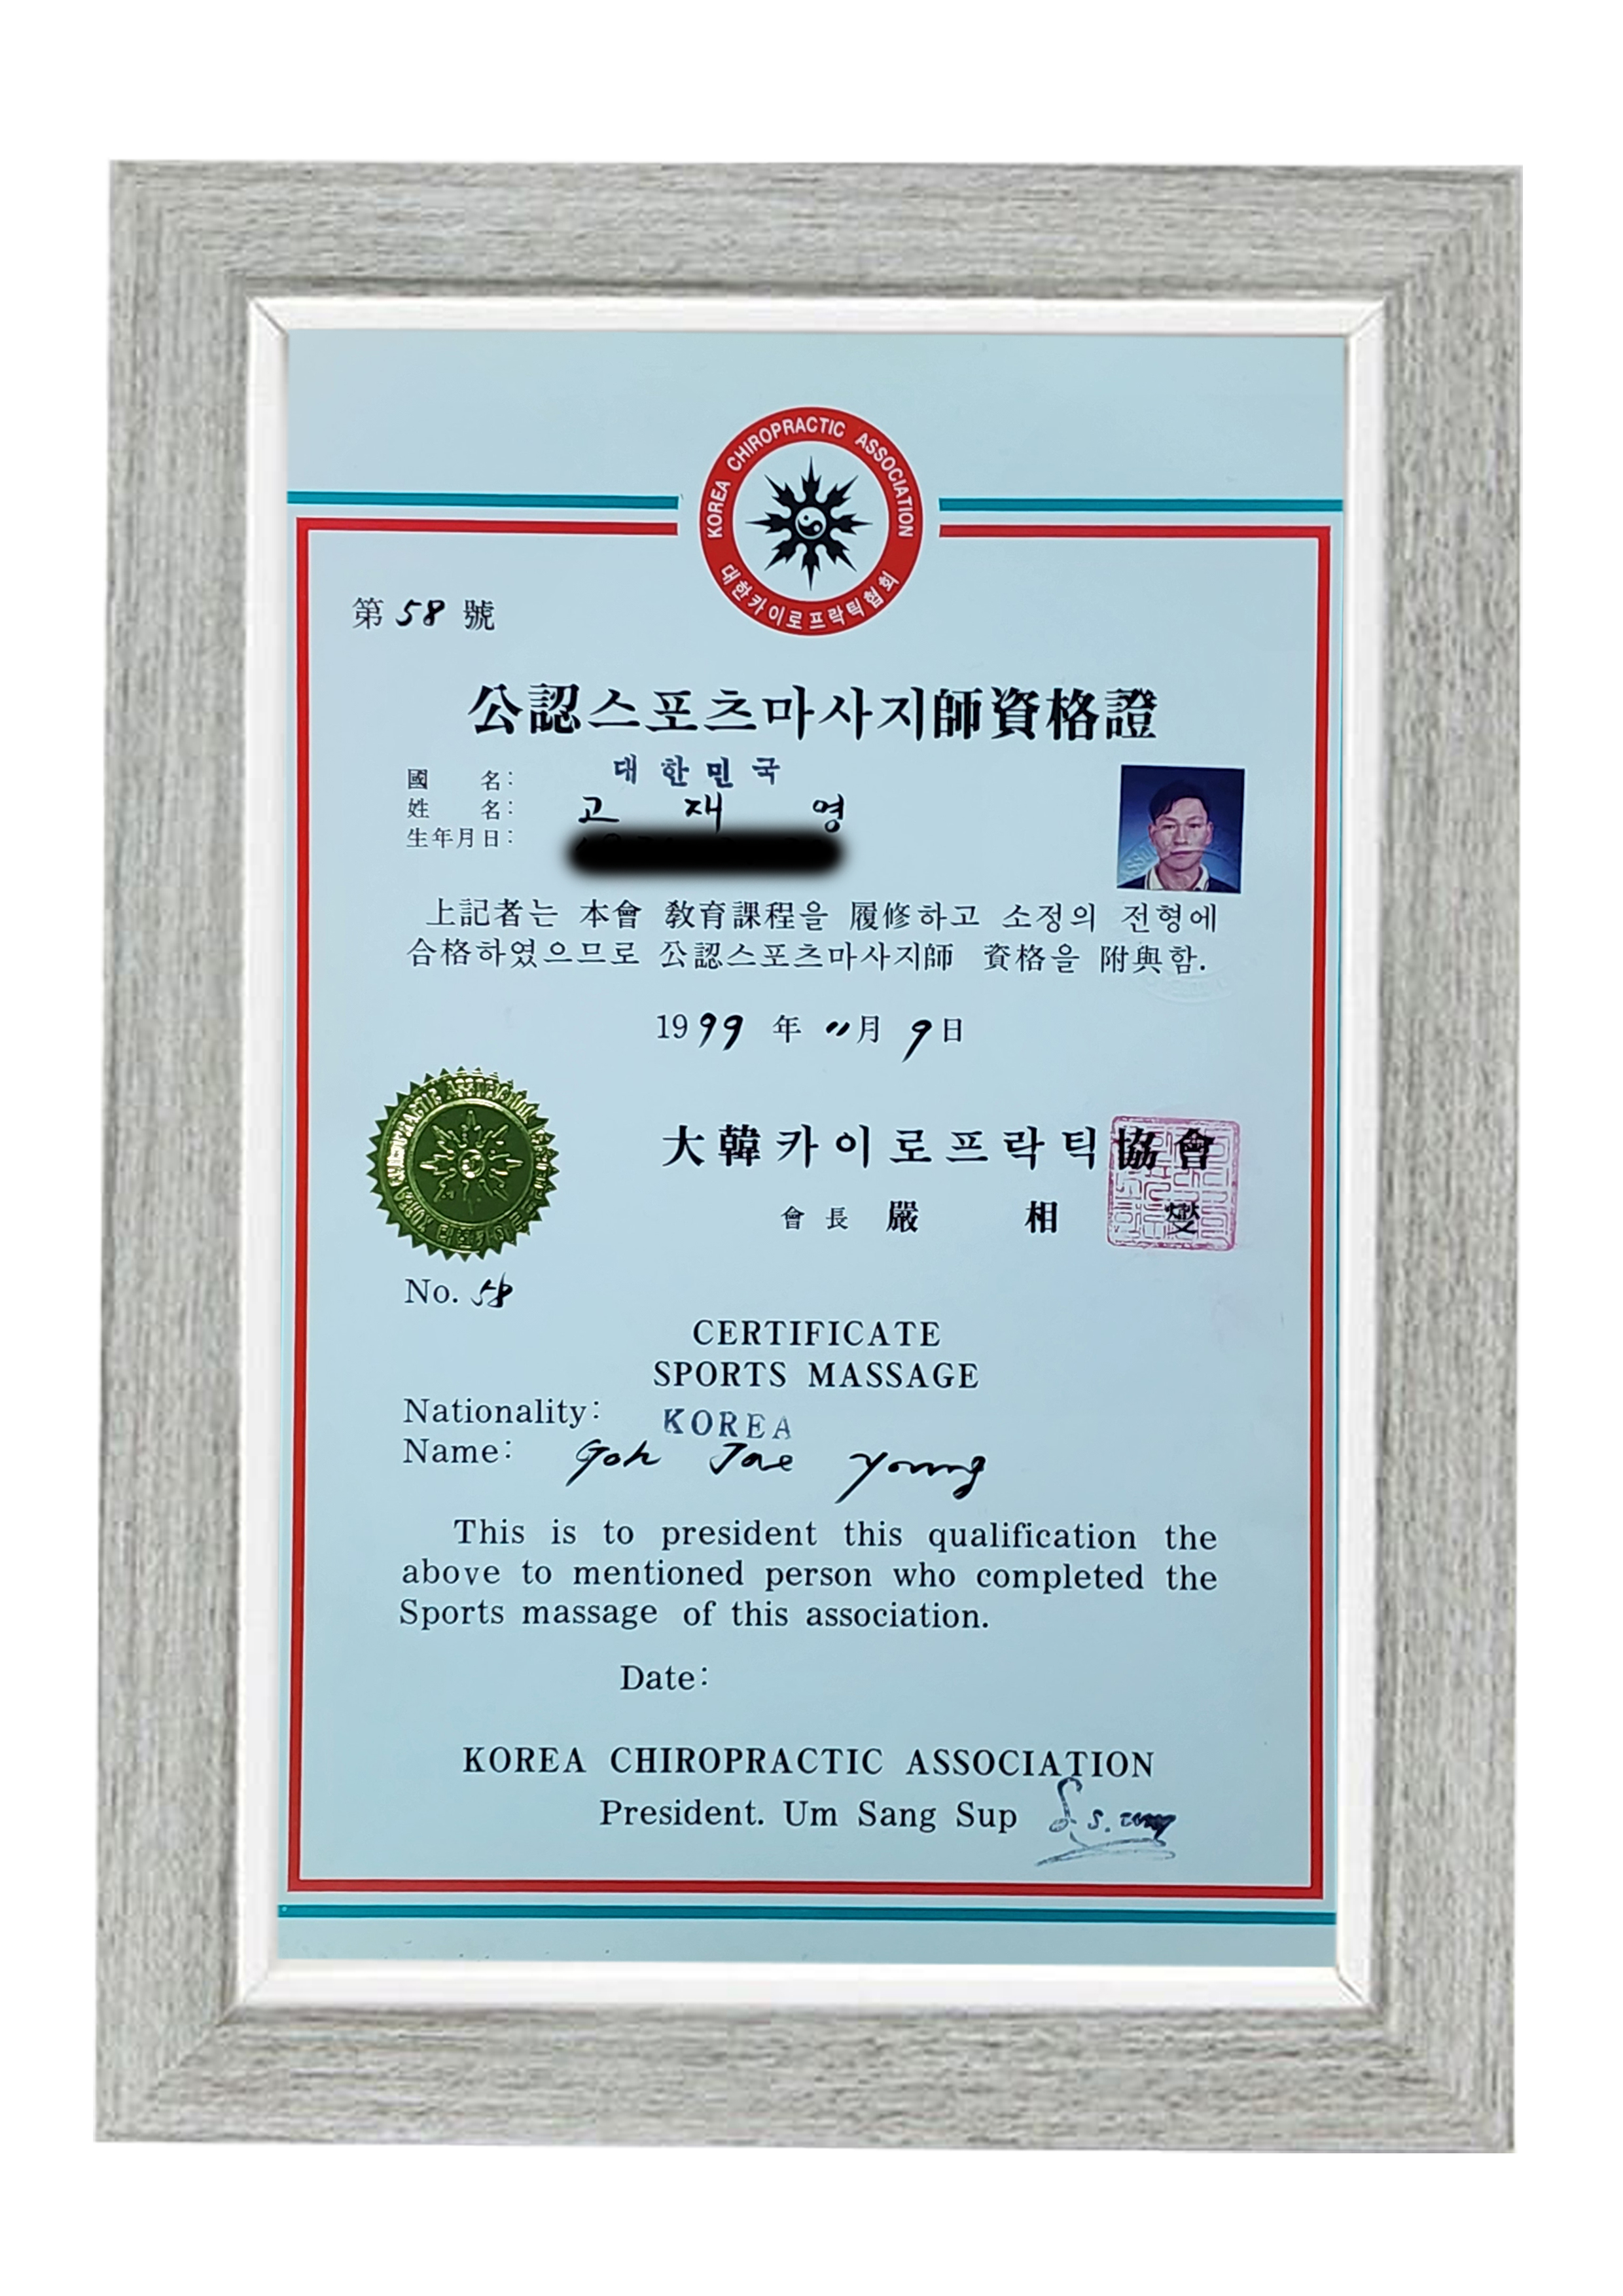 KOREA CHIROPRACTIC ASSOCIATION
대한카이로프락틱협회
第 58 號
公認스포츠마사지師資格證
國 名: 대한민국
姓 名: 고 재 영
生年月日:
上記者는 本會 敎育課程을 履修하고 소정의 전형에
合格하였으므로 公認스포츠마사지師 資格을 附與함.
1999 年 11月 9日
大韓카이로프락틱協會
會長 嚴 相 燮
No. 58
CERTIFICATE
SPORTS MASSAGE
Nationality: KOREA
Name: Goh Jae Young
This is to president this qualification the
above to mentioned person who completed the
Sports massage of this association.
Date:
KOREA CHIROPRACTIC ASSOCIATION
President. Um Sang Sup